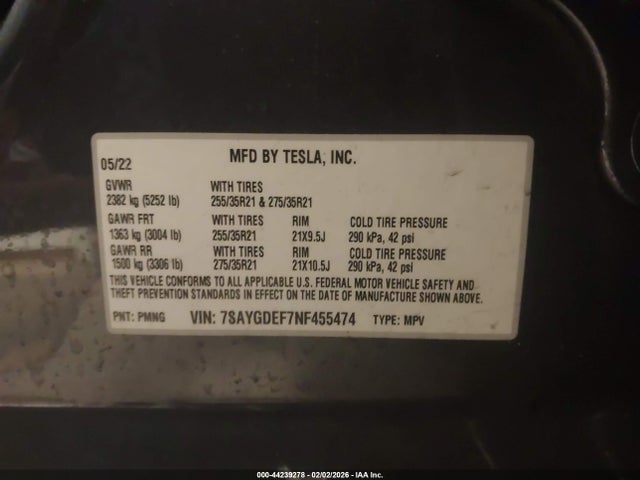 05/22 MFD BY TESLA, INC.
GVWR WITH TIRES
2382 kg (5252 lb) 255/35R21 & 275/35R21
GAWR FRT WITH TIRES RIM COLD TIRE PRESSURE
1363 kg (3004 lb) 255/35R21 21X9.5J 290 kPa, 42 psi
GAWR RR WITH TIRES RIM COLD TIRE PRESSURE
1500 kg (3306 lb) 275/35R21 21X10.5J 290 kPa, 42 psi
THIS VEHICLE CONFORMS TO ALL APPLICABLE U.S. FEDERAL MOTOR VEHICLE SAFETY AND
THEFT PREVENTION STANDARDS IN EFFECT ON THE DATE OF MANUFACTURE SHOWN ABOVE.
PNT: PMNG VIN: 7SAYGDEF7NF455474 TYPE: MPV
000-44239278 - 02/02/2026 - IAA Inc.